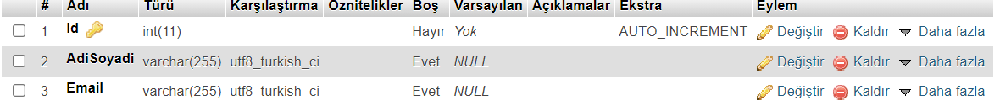 # Adı Türü Karşılaştırma Öznitelikler Boş Varsayılan Açıklamalar Ekstra Eylem
1 Id int(11) Hayır Yok AUTO_INCREMENT Değiştir Kaldır Daha fazla
2 AdiSoyadi varchar(255) utf8_turkish_ci Evet NULL Değiştir Kaldır Daha fazla
3 Email varchar(255) utf8_turkish_ci Evet NULL Değiştir Kaldır Daha fazla